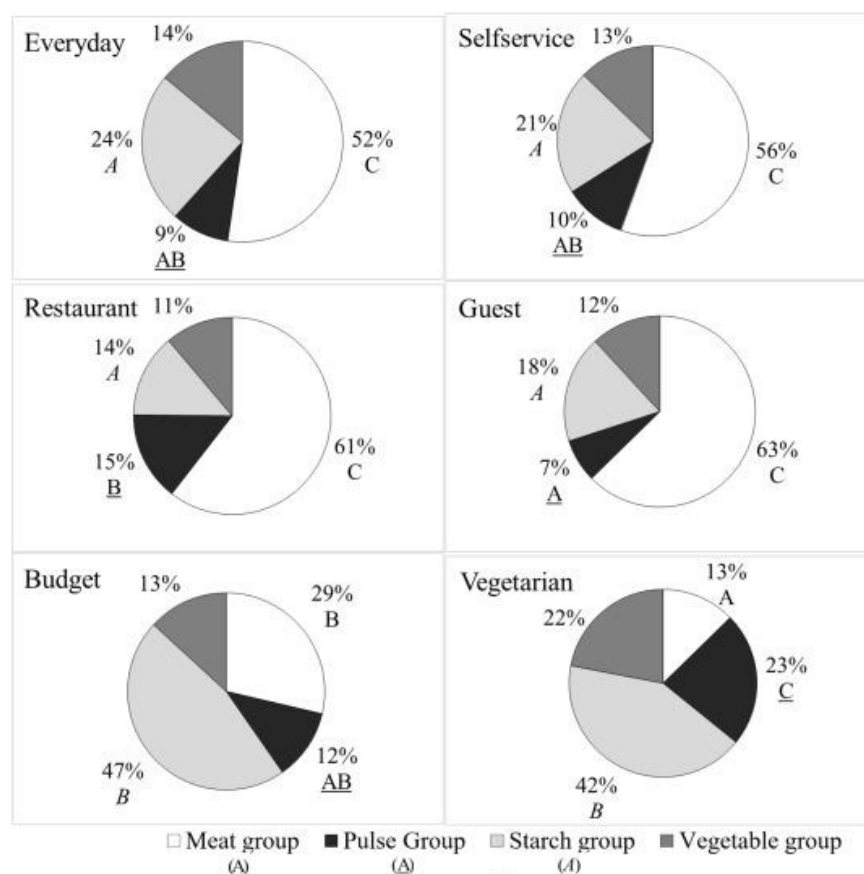 Everyday
14%
24%
A
52%
C
9%
AB
Selfservice
13%
21%
A
56%
C
10%
AB
Restaurant
11%
14%
A
61%
C
15%
B
Guest
12%
18%
A
63%
C
7%
A
Budget
13%
29%
B
12%
AB
47%
B
Vegetarian
13%
A
22%
23%
C
42%
B
Meat group Pulse Group Starch group Vegetable group
(A) (A) (A)